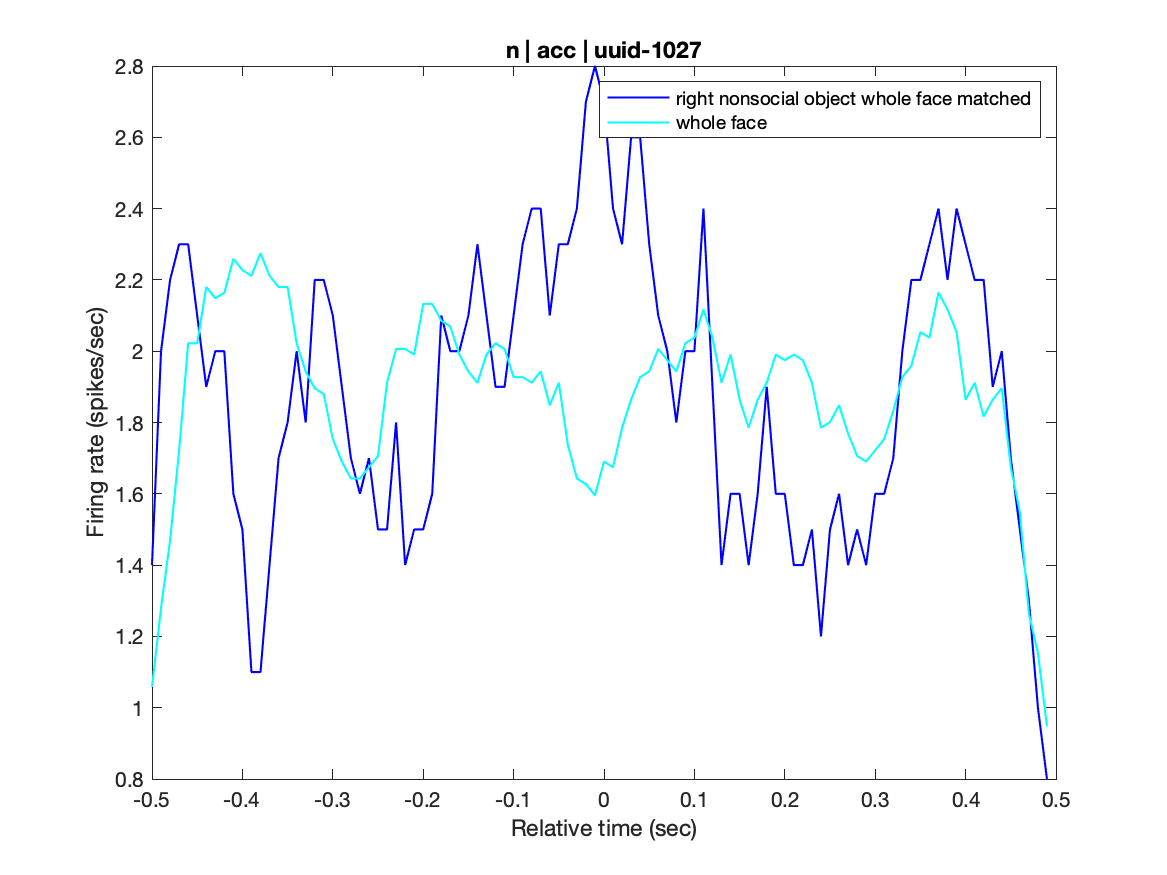 n | acc | uuid-1027
right nonsocial object whole face matched
whole face
Firing rate (spikes/sec)
2.8
2.6
2.4
2.2
2
1.8
1.6
1.4
1.2
1
0.8
-0.5 -0.4 -0.3 -0.2 -0.1 0 0.1 0.2 0.3 0.4 0.5
Relative time (sec)